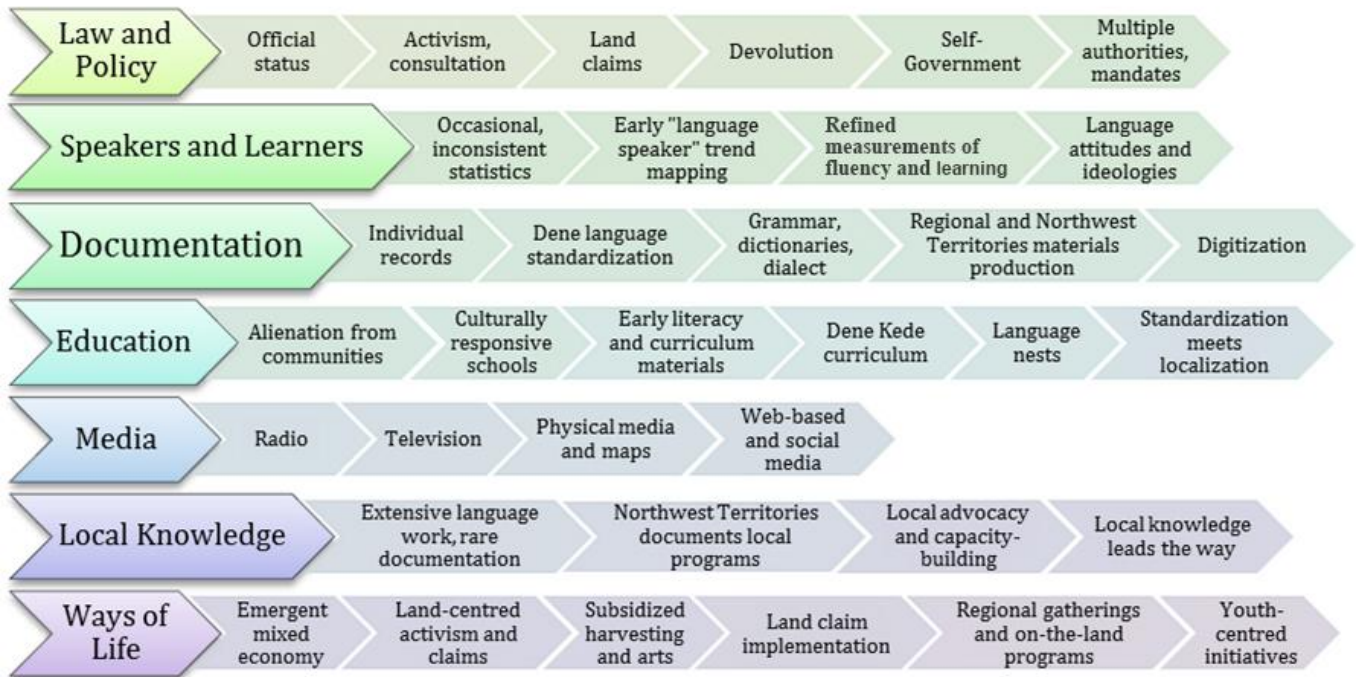 Law and
Policy
Official
status
Activism,
consultation
Land
claims
Devolution
Self-
Government
Multiple
authorities,
mandates
Speakers and Learners
Occasional,
inconsistent
statistics
Early "language
speaker" trend
mapping
Refined
measurements of
fluency and learning
Language
attitudes and
ideologies
Documentation
Individual
records
Dene language
standardization
Grammar,
dictionaries,
dialect
Regional and Northwest
Territories materials
production
Digitization
Education
Alienation from
communities
Culturally
responsive
schools
Early literacy
and curriculum
materials
Dene Kede
curriculum
Language
nests
Standardization
meets
localization
Media
Radio
Television
Physical media
and maps
Web-based
and social
media
Local Knowledge
Extensive language
work, rare
documentation
Northwest Territories
documents local
programs
Local advocacy
and capacity-
building
Local knowledge
leads the way
Ways of
Life
Emergent
mixed
economy
Land-centred
activism and
claims
Subsidized
harvesting
and arts
Land claim
implementation
Regional gatherings
and on-the-land
programs
Youth-
centred
initiatives